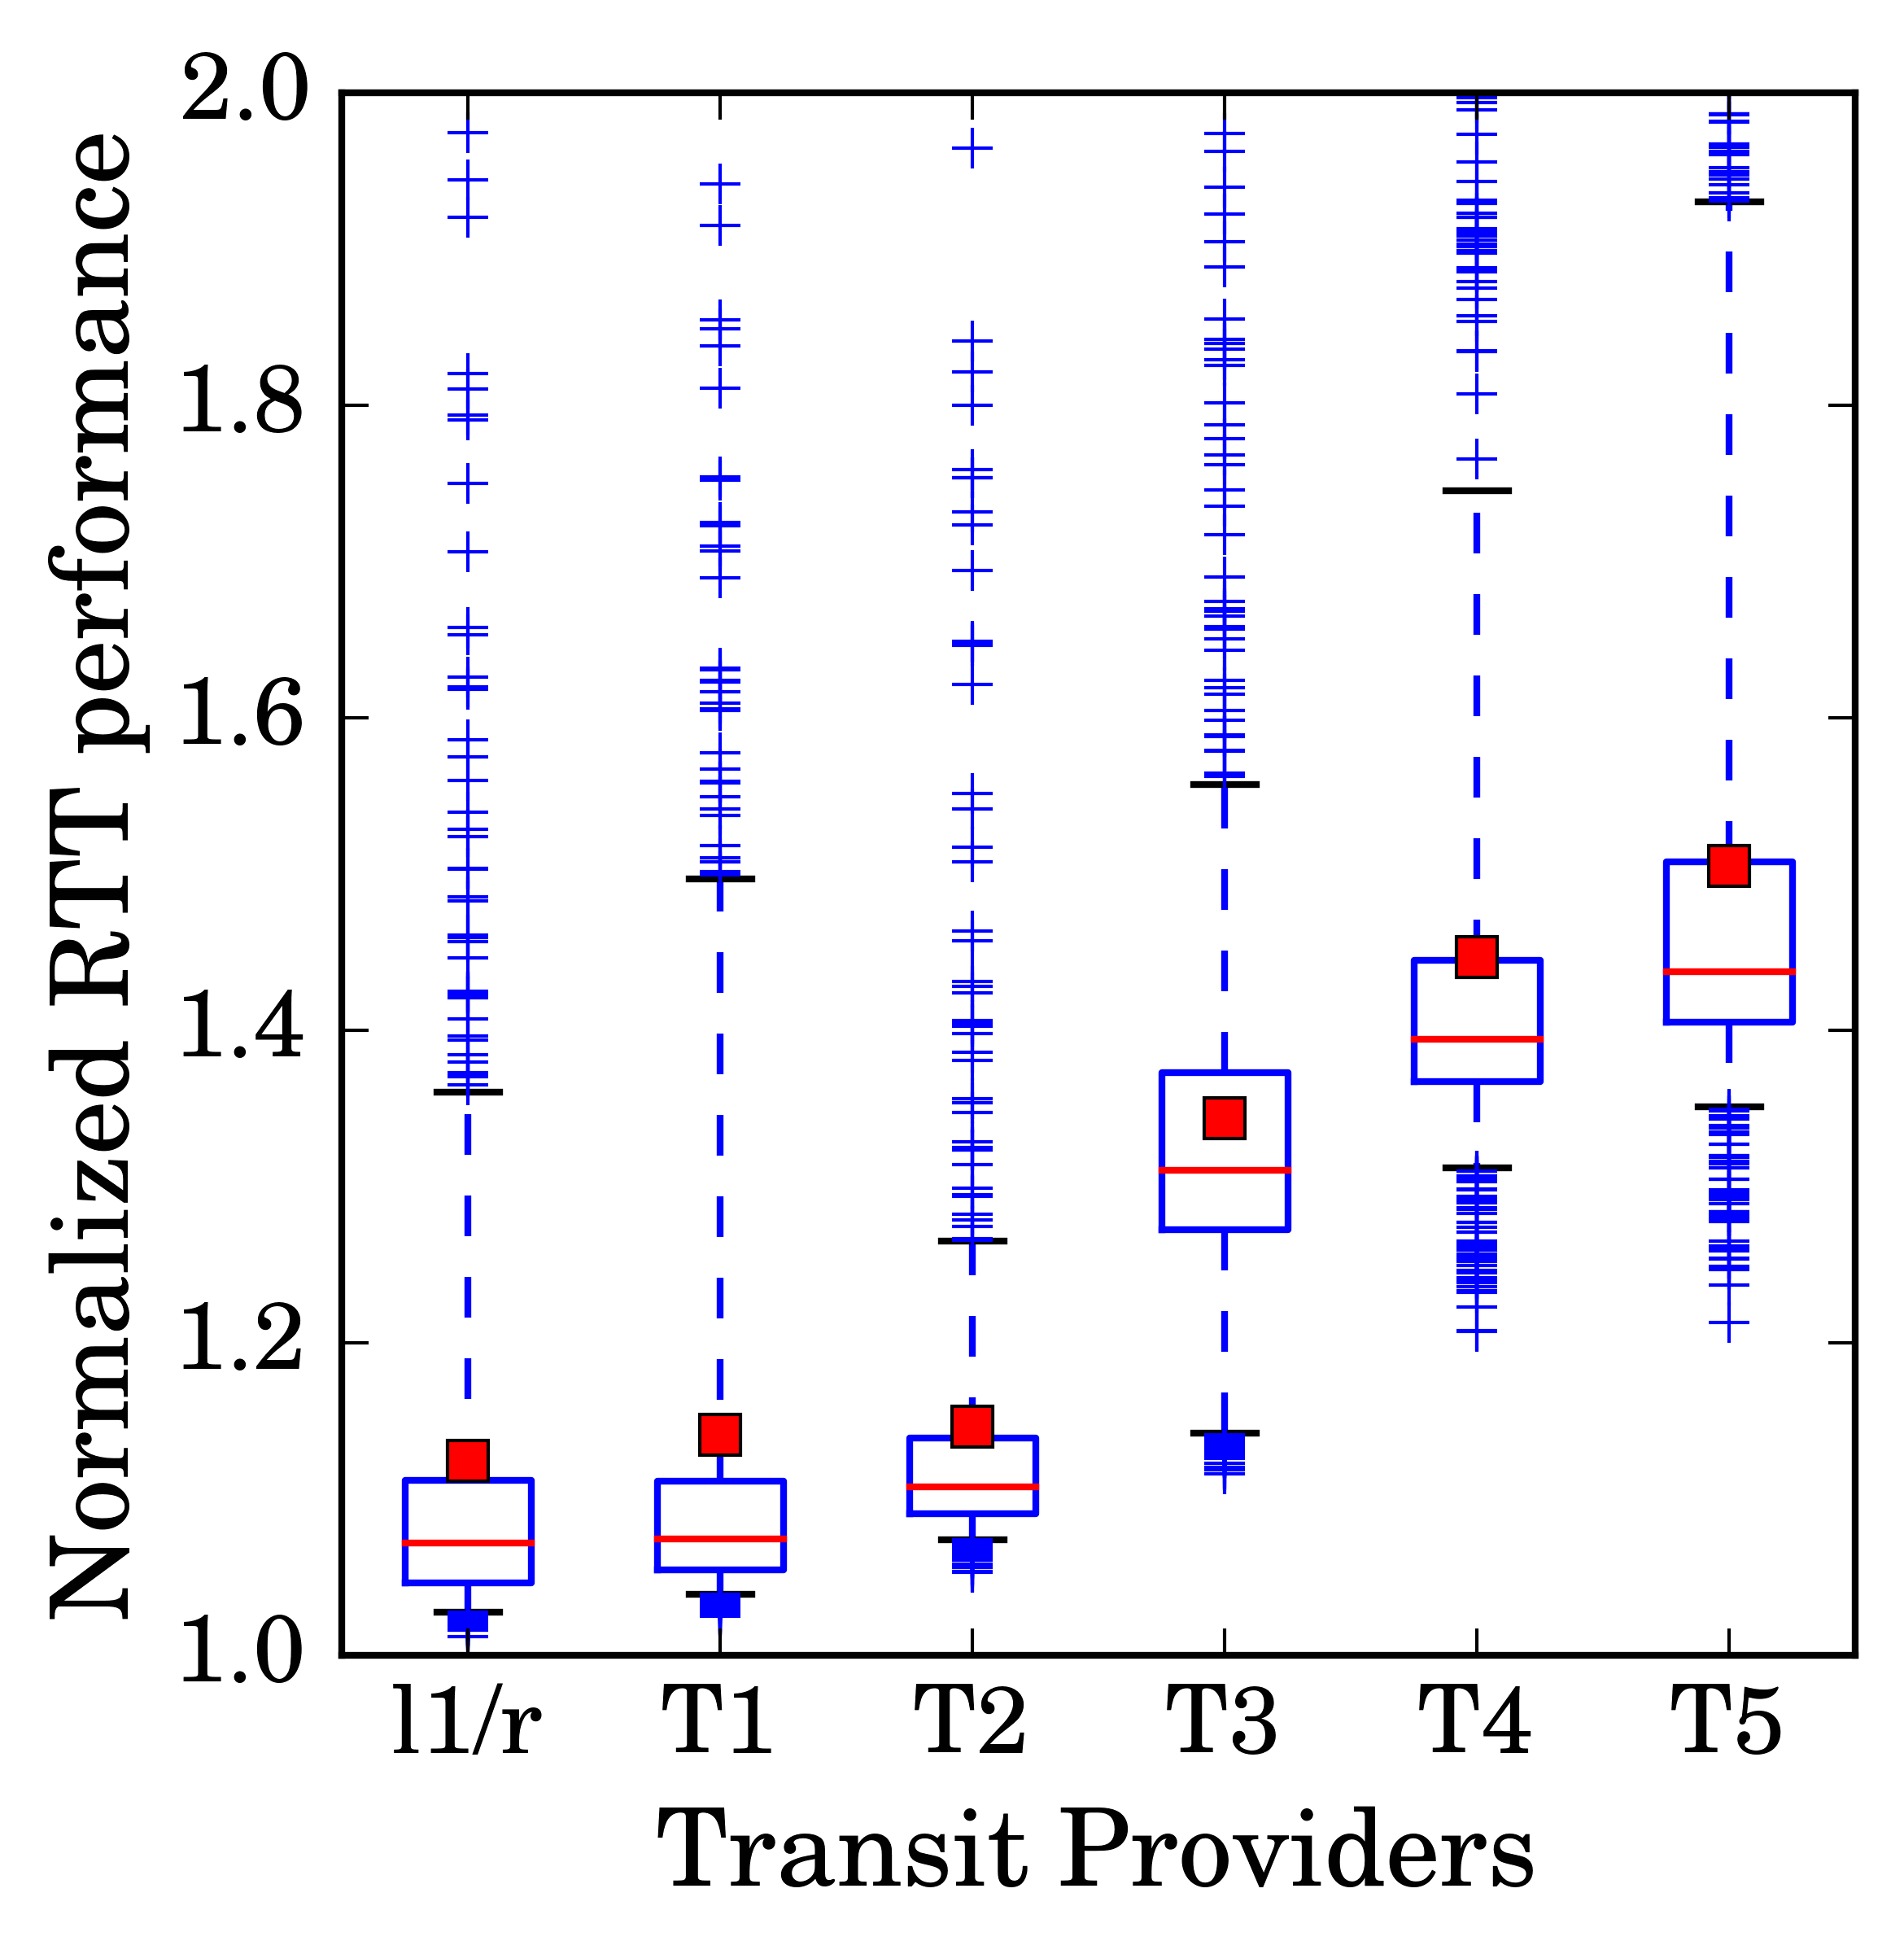 Normalized RTT performance
2.0
1.8
1.6
1.4
1.2
1.0
l1/r T1 T2 T3 T4 T5
Transit Providers